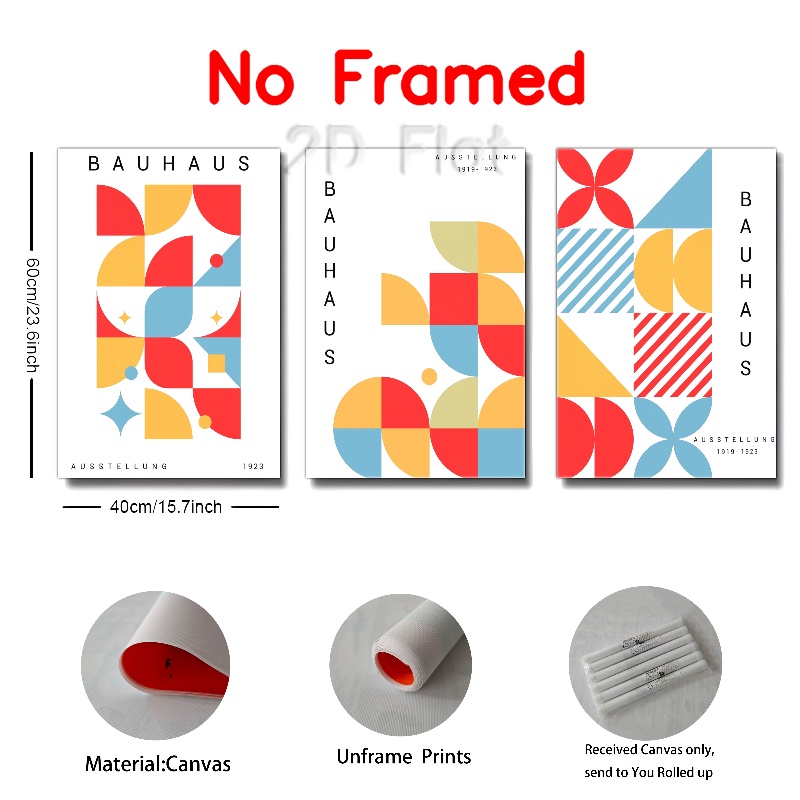 No Framed
2D Flat
BAUHAUS
AUSSTELLUNG
1923
BAUHAUS
AUSSTELLUNG
1919-1923
BAUHAUS
AUSSTELLUNG
1919-1923
60cm/23.6inch
40cm/15.7inch
Material:Canvas
Unframe Prints
Received Canvas only,
send to You Rolled up